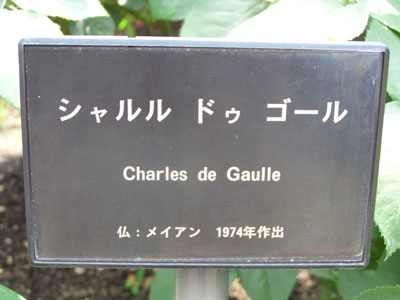 シャルル ドゥ ゴール
Charles de Gaulle
仏：メイアン 1974年作出